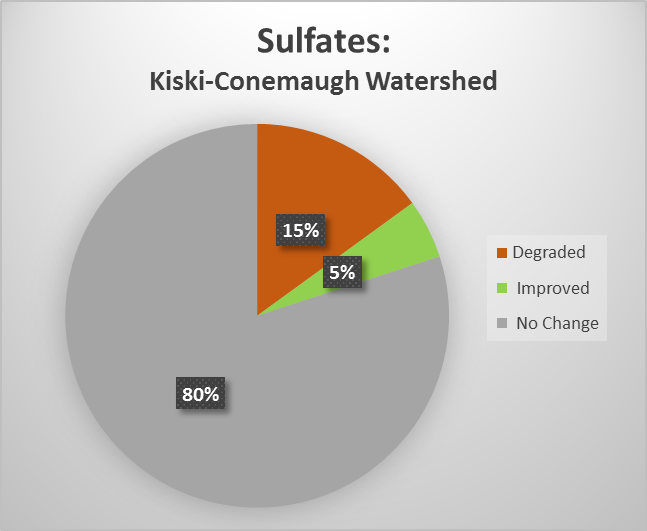 Sulfates:
Kiski-Conemaugh Watershed
15%
5%
80%
Degraded
Improved
No Change